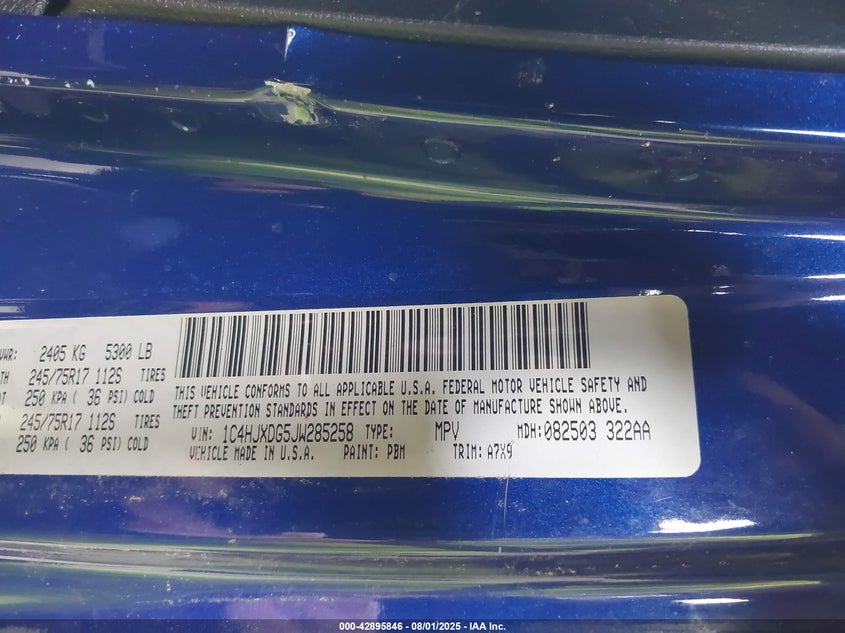 VWR: 2405 KG 5300 LB
TH 245/75R17 112S TIRES
OT 250 KPA ( 36 PSI) COLD
245/75R17 112S TIRES
250 KPA ( 36 PSI) COLD
THIS VEHICLE CONFORMS TO ALL APPLICABLE U.S.A. FEDERAL MOTOR VEHICLE SAFETY AND
THEFT PREVENTION STANDARDS IN EFFECT ON THE DATE OF MANUFACTURE SHOWN ABOVE.
VIN: 1C4HJXDG5JW285258 TYPE: MPV MDH: 082503 322AA
VEHICLE MADE IN U.S.A. PAINT: PBM TRIM: A7X9
000-42895846 - 08/01/2025 - IAA Inc.